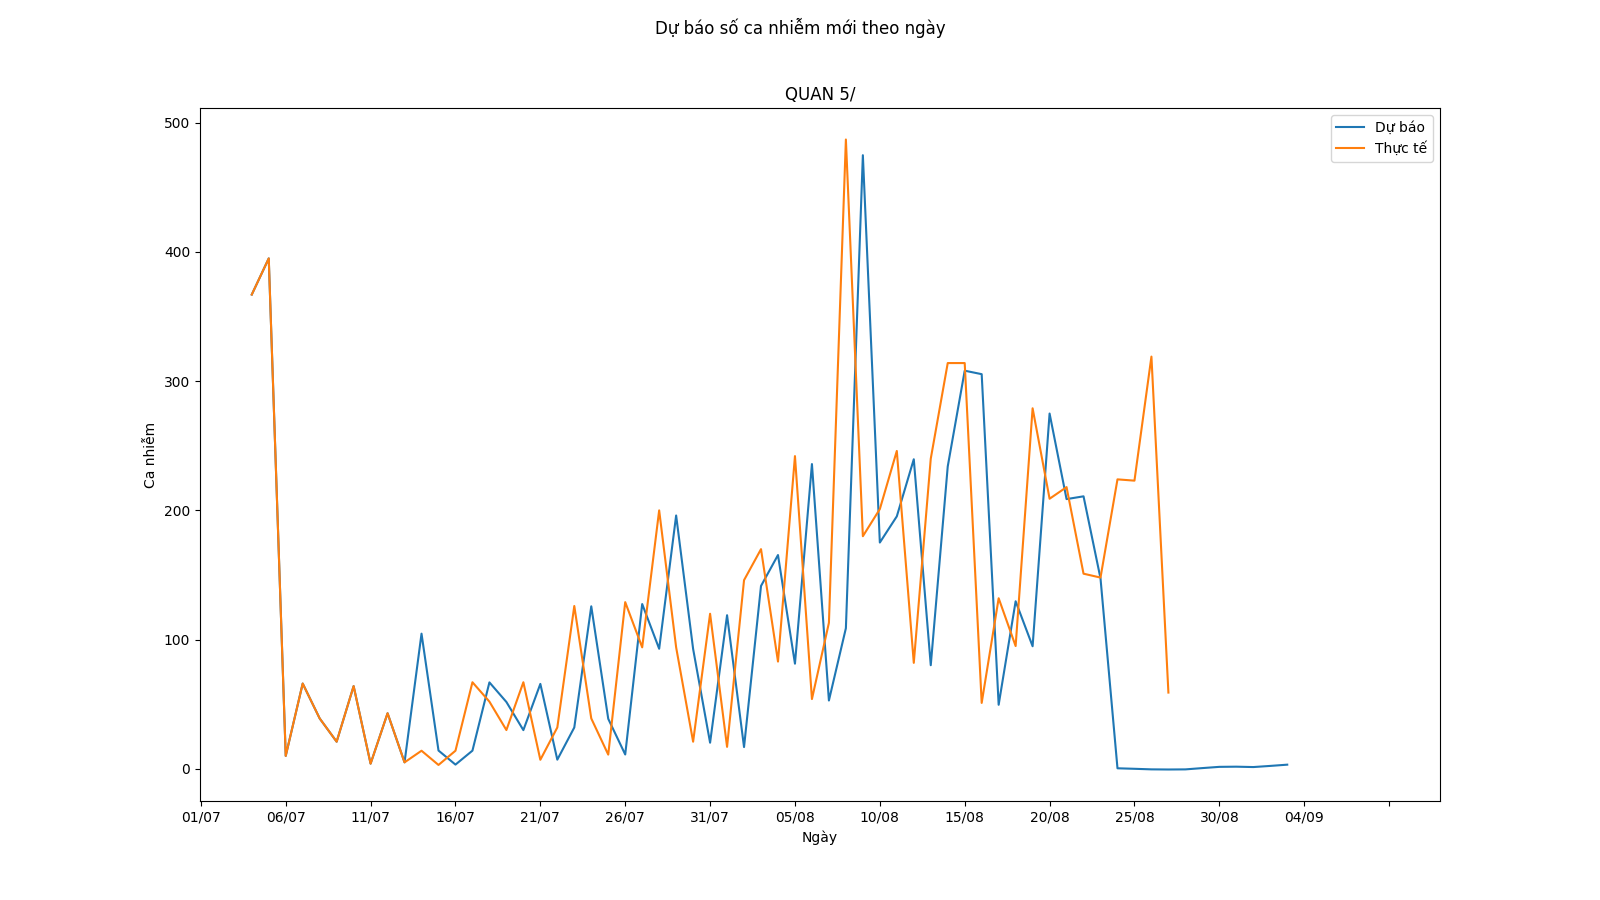 Dự báo số ca nhiễm mới theo ngày
QUAN 5/
Dự báo
Thực tế
500
400
300
200
100
0
Ca nhiễm
01/07 06/07 11/07 16/07 21/07 26/07 31/07 05/08 10/08 15/08 20/08 25/08 30/08 04/09
Ngày